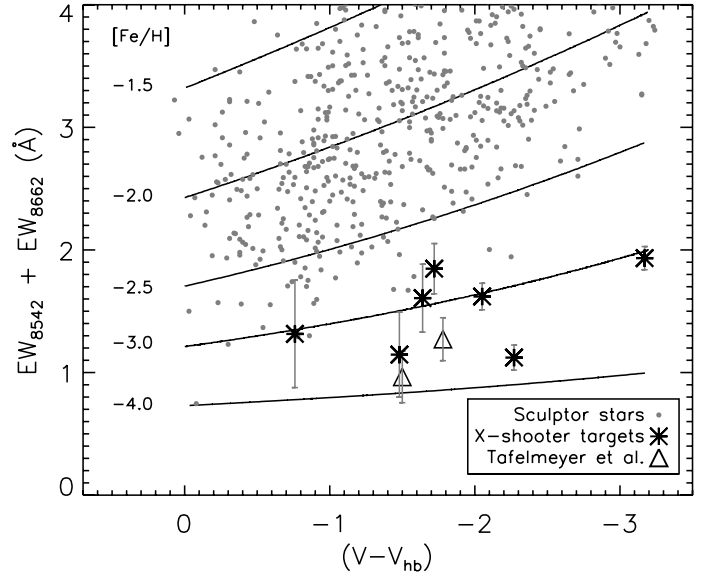 4
[Fe/H]
−1.5
3
−2.0
2
−2.5
−3.0
1
−4.0
0
EW8542 + EW8662 (Å)
Sculptor stars
X−shooter targets
Tafelmeyer et al.
0 −1 −2 −3
(V−Vhb)